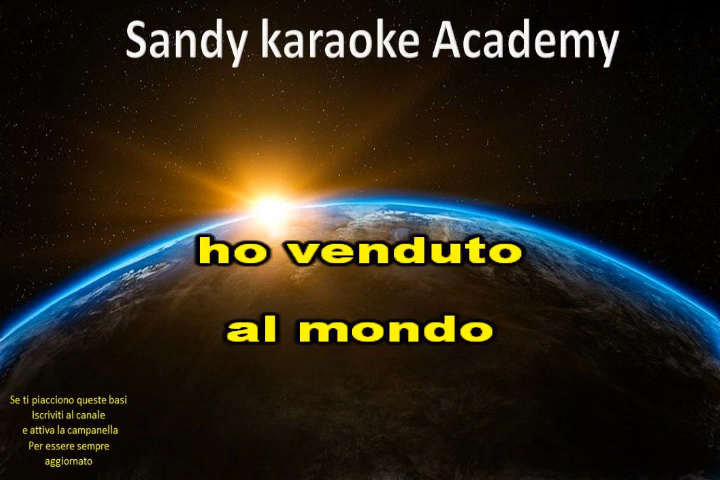 Sandy karaoke Academy
ho venduto
al mondo
Se ti piacciono queste basi
Iscriviti al canale
e attiva la campanella
Per essere sempre
aggiornato